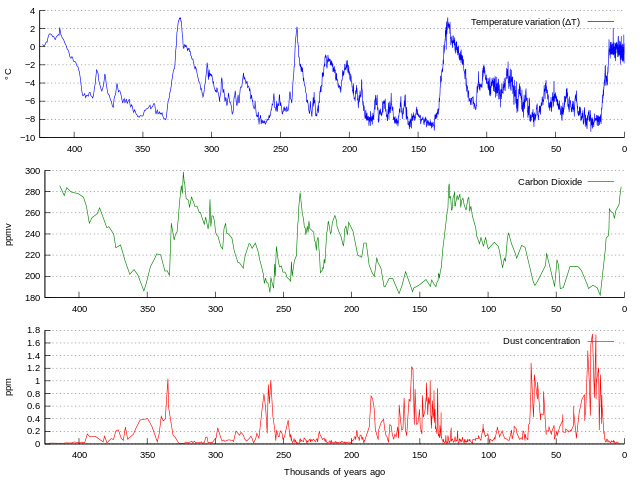 4
2
0
−2
−4
−6
−8
−10
°C
Temperature variation (ΔT)
400 350 300 250 200 150 100 50 0
300
280
260
240
220
200
180
ppmv
Carbon Dioxide
400 350 300 250 200 150 100 50 0
1.8
1.6
1.4
1.2
1
0.8
0.6
0.4
0.2
0
ppm
Dust concentration
400 350 300 250 200 150 100 50 0
Thousands of years ago